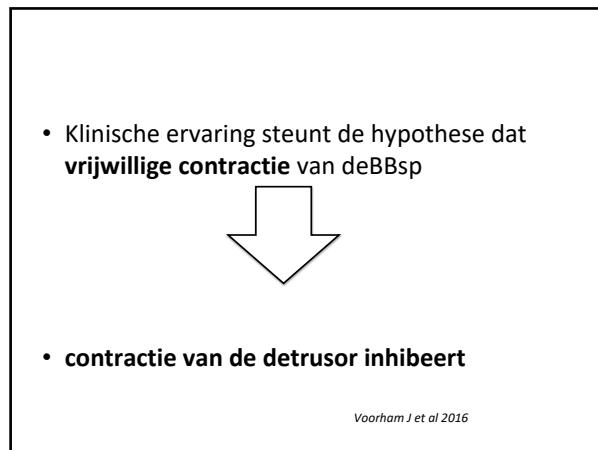 • Klinische ervaring steunt de hypothese dat
vrijwillige contractie van deBBsp
• contractie van de detrusor inhibeert
Voorham J et al 2016